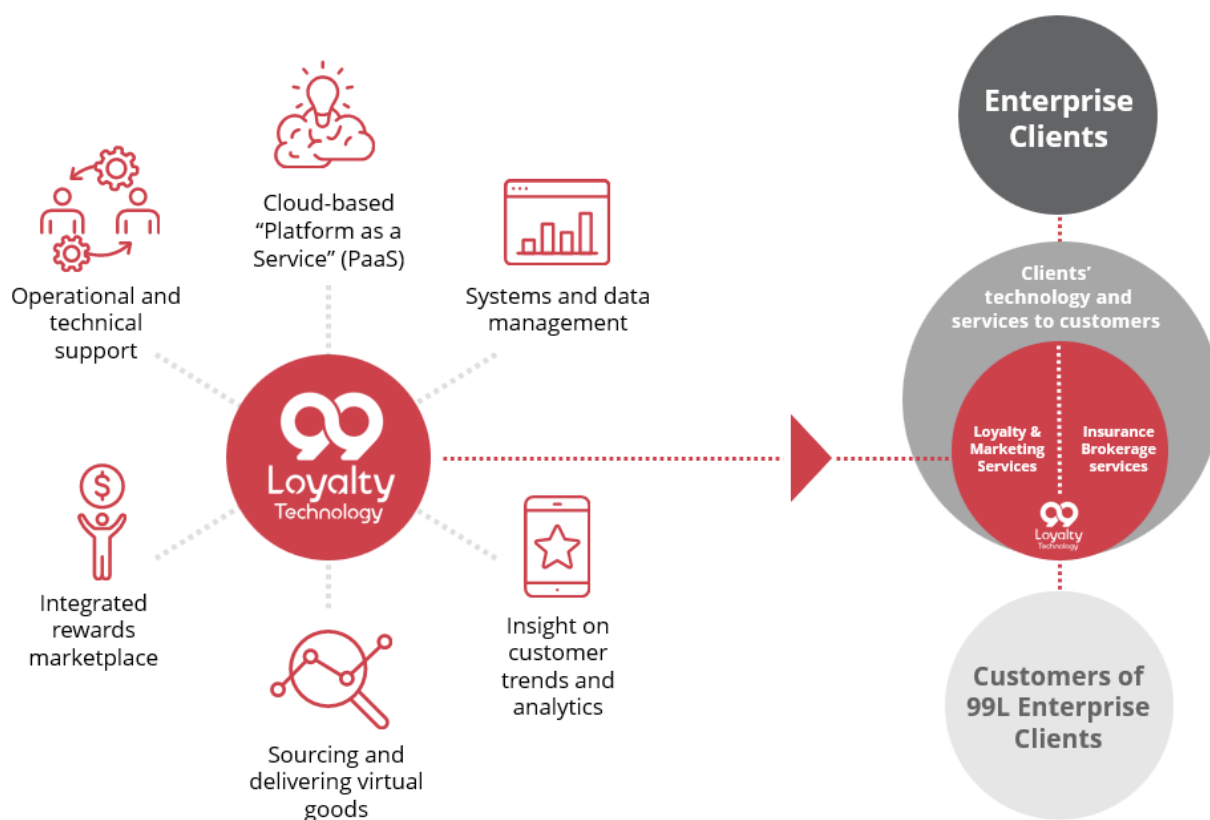 Cloud-based
“Platform as a
Service” (PaaS)
Operational and
technical
support
Systems and data
management
99
Loyalty
Technology
Integrated
rewards
marketplace
$
Insight on
customer
trends and
analytics
Sourcing and
delivering virtual
goods
Enterprise
Clients
Clients’
technology and
services to customers
Loyalty &
Marketing
Services
Insurance
Brokerage
services
99
Loyalty
Technology
Customers of
99L Enterprise
Clients